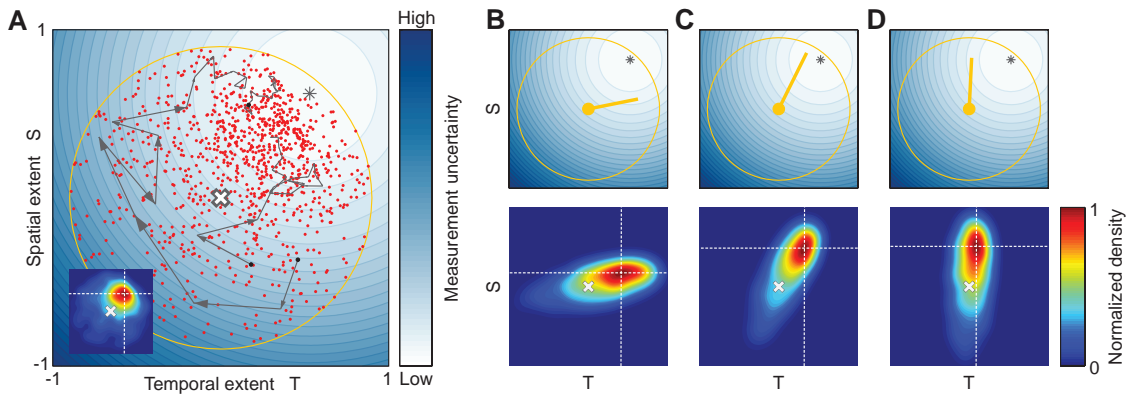 A
B
C
D
1
High
Spatial extent S
S
Measurement uncertainty
1
S
Normalized density
0
-1
-1
Temporal extent T
1
Low
T
T
T